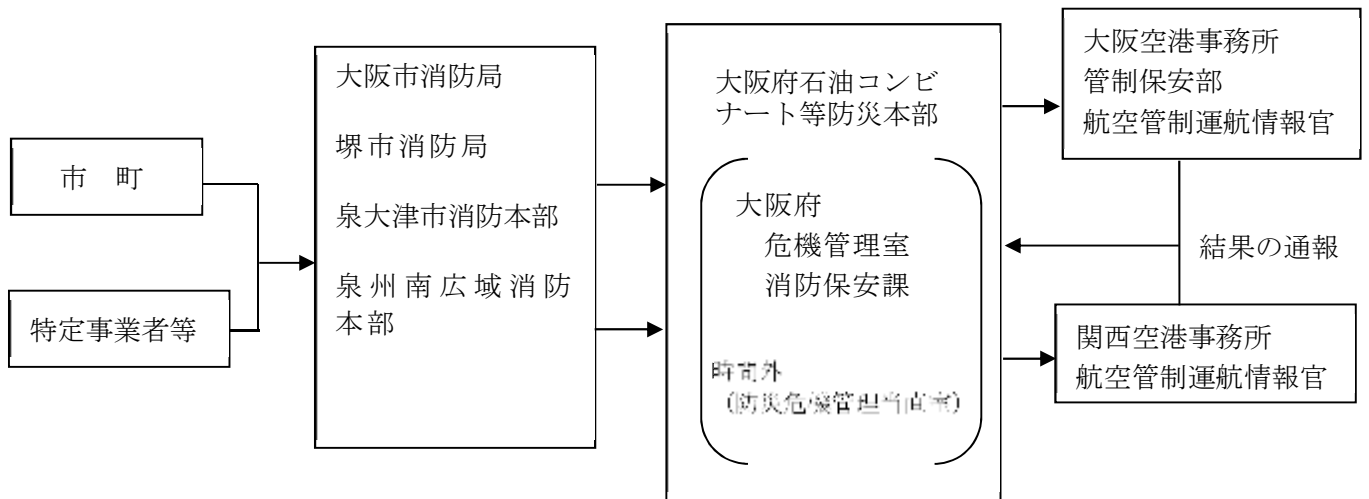 市　町
特定事業者等
大阪市消防局
堺市消防局
泉大津市消防本部
泉州南広域消防
本部
大阪府石油コンビ
ナート等防災本部
大阪府
危機管理室
消防保安課
時間外
（防災危機管理当直室）
大阪空港事務所
管制保安部
航空管制運航情報官
結果の通報
関西空港事務所
航空管制運航情報官